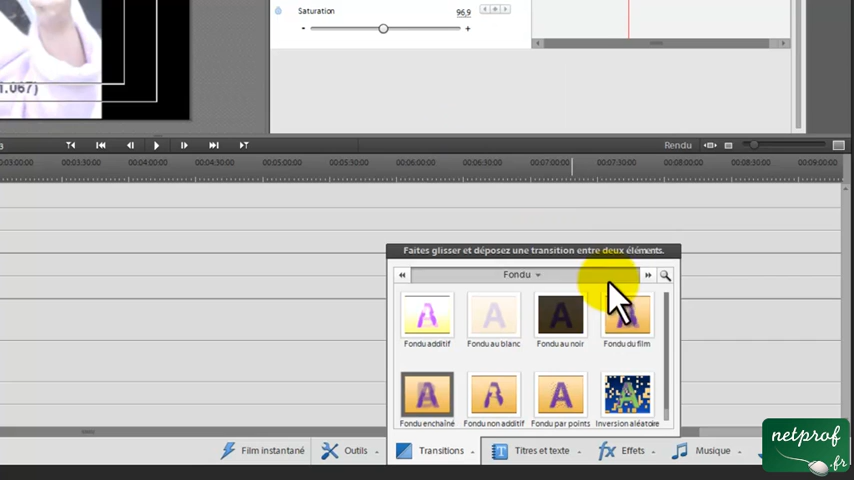 Saturation
96,9
- +
1.067)
Rendu
00:03:30:00 00:04:00:00 00:04:30:00 00:05:00:00 00:05:30:00 00:06:00:00 00:06:30:00 00:07:00:00 00:07:30:00 00:08:00:00 00:08:30:00 00:09:00:00
Faites glisser et déposez une transition entre deux éléments.
Fondu
Fondu additif Fondu au blanc Fondu au noir Fondu du film
Fondu enchaîné Fondu non additif Fondu par points Inversion aléatoire
Film instantané Outils Transitions Titres et texte Effets Musique
netprof
.fr